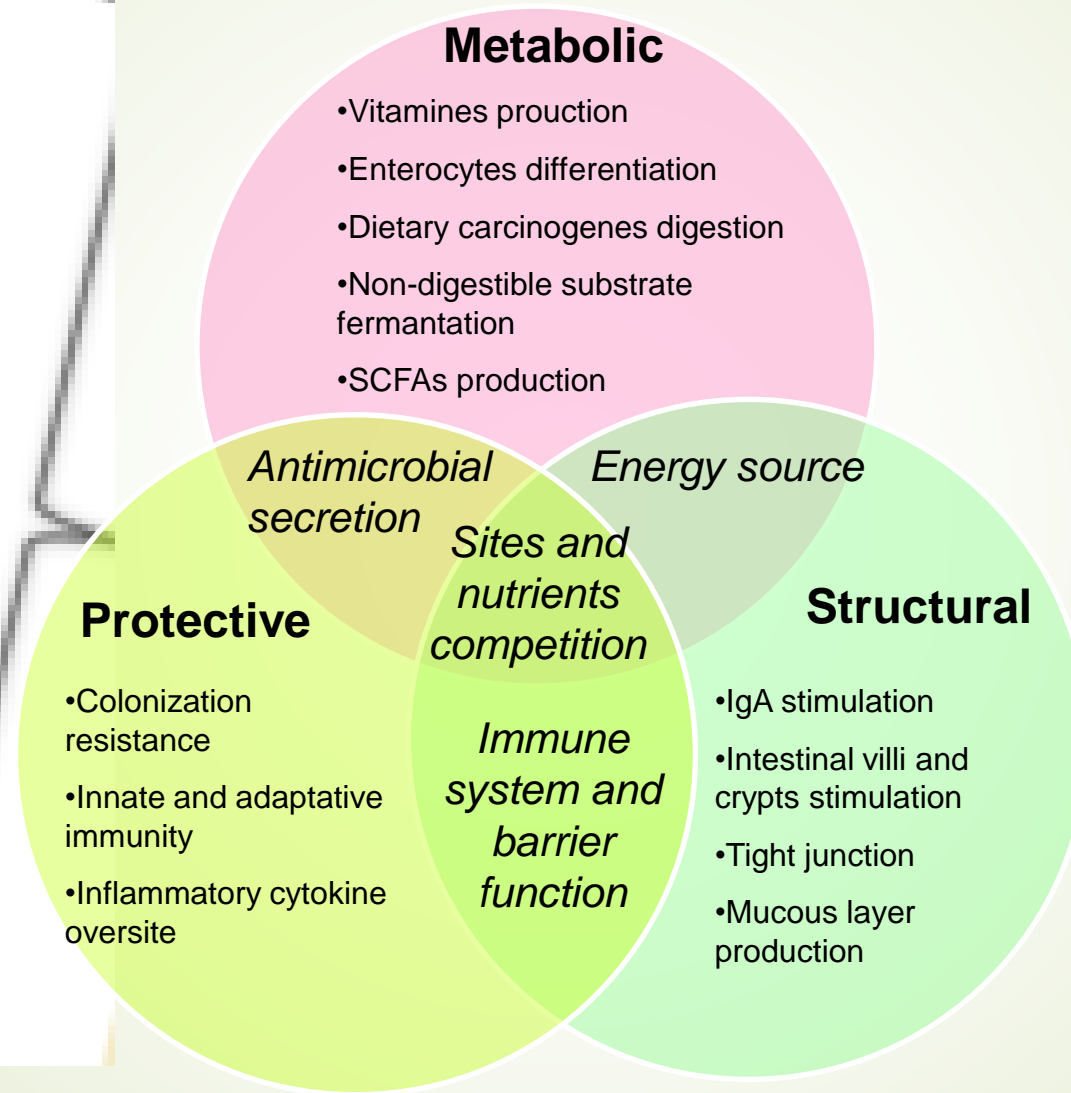 Metabolic
•Vitamines prouction
•Enterocytes differentiation
•Dietary carcinogenes digestion
•Non-digestible substrate
fermantation
•SCFAs production
Antimicrobial
secretion
Energy source
Sites and
nutrients
competition
Protective
•Colonization
resistance
•Innate and adaptative
immunity
•Inflammatory cytokine
oversite
Immune
system and
barrier
function
Structural
•IgA stimulation
•Intestinal villi and
crypts stimulation
•Tight junction
•Mucous layer
production